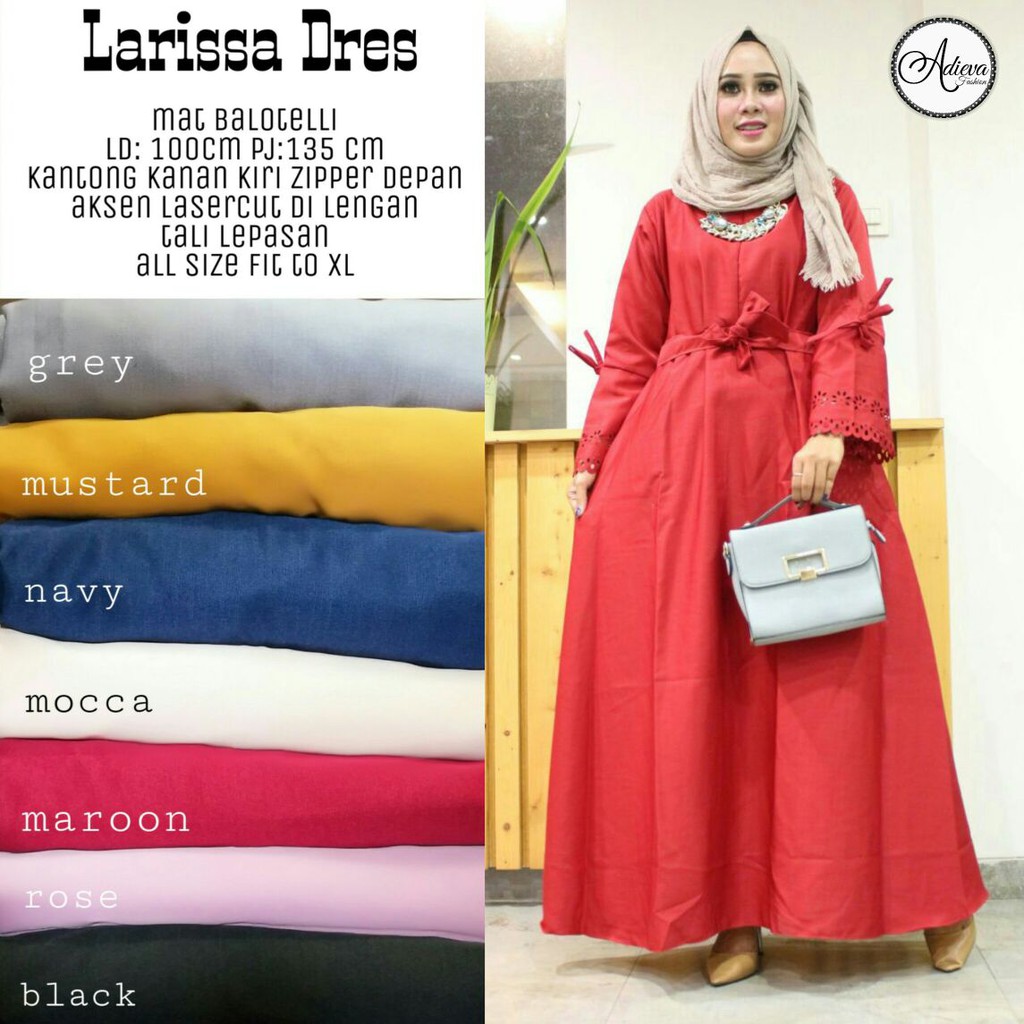 Larissa Dres
mat Balotelli
LD: 100cm PJ:135 cm
kantong kanan kiri zipper depan
aksen lasercut di lengan
tali lepasan
all size fit to XL
grey
mustard
navy
mocca
maroon
rose
black
Adieva
Fashion